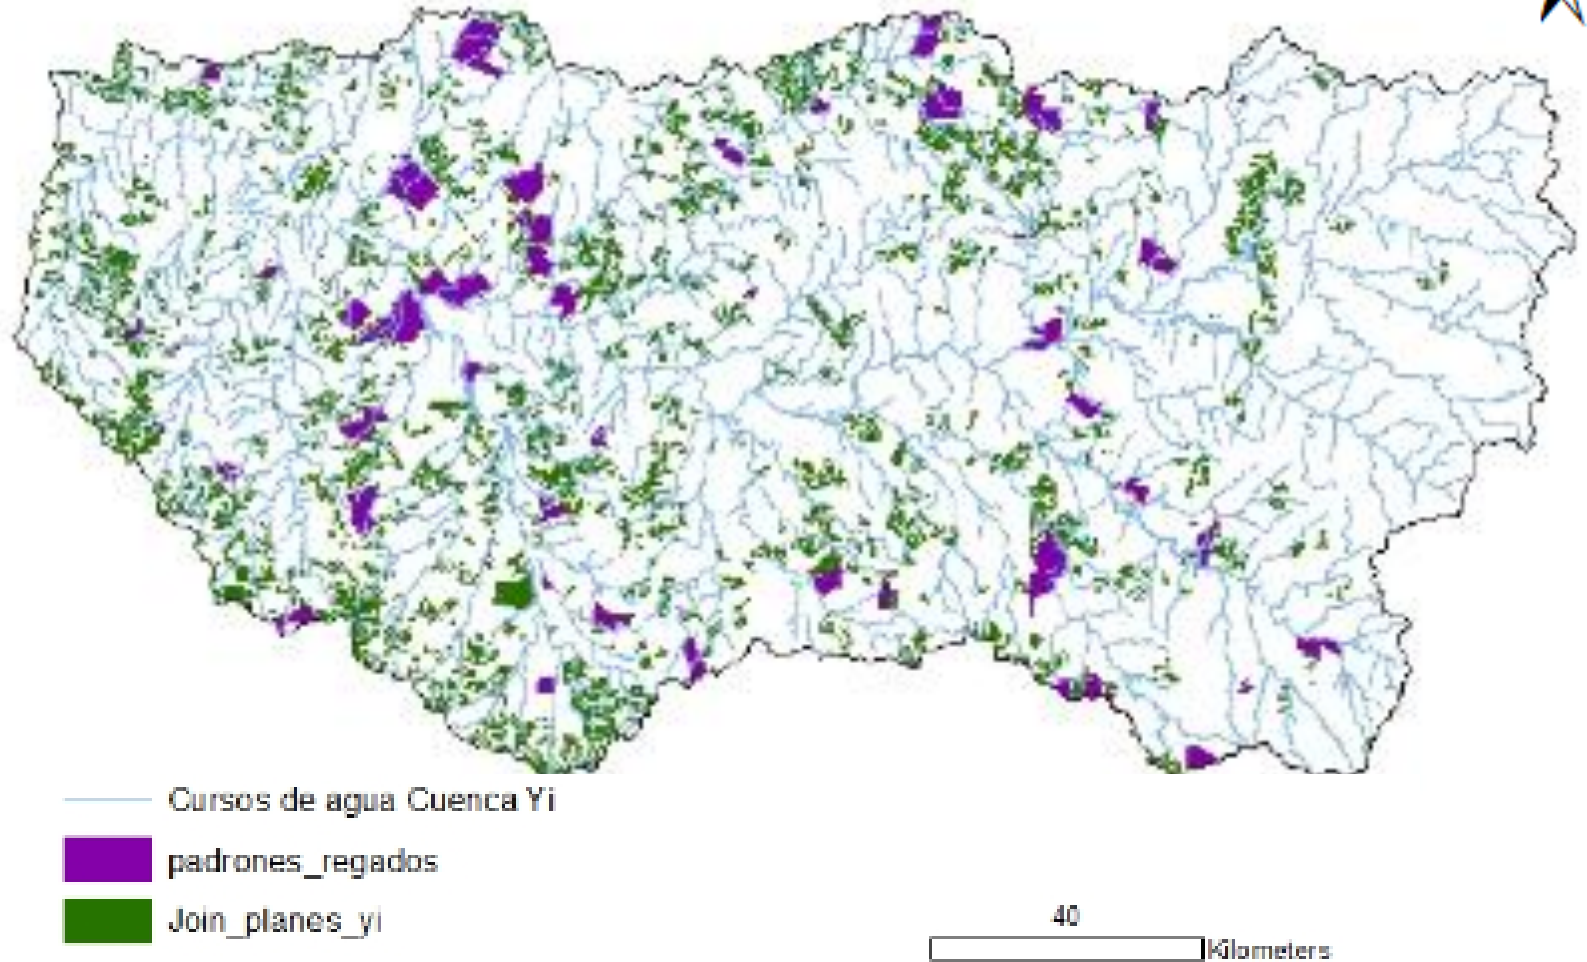 Cursos de agua Cuenca Yi
padrones_regados
Join_planes_yi
40
Kilometers